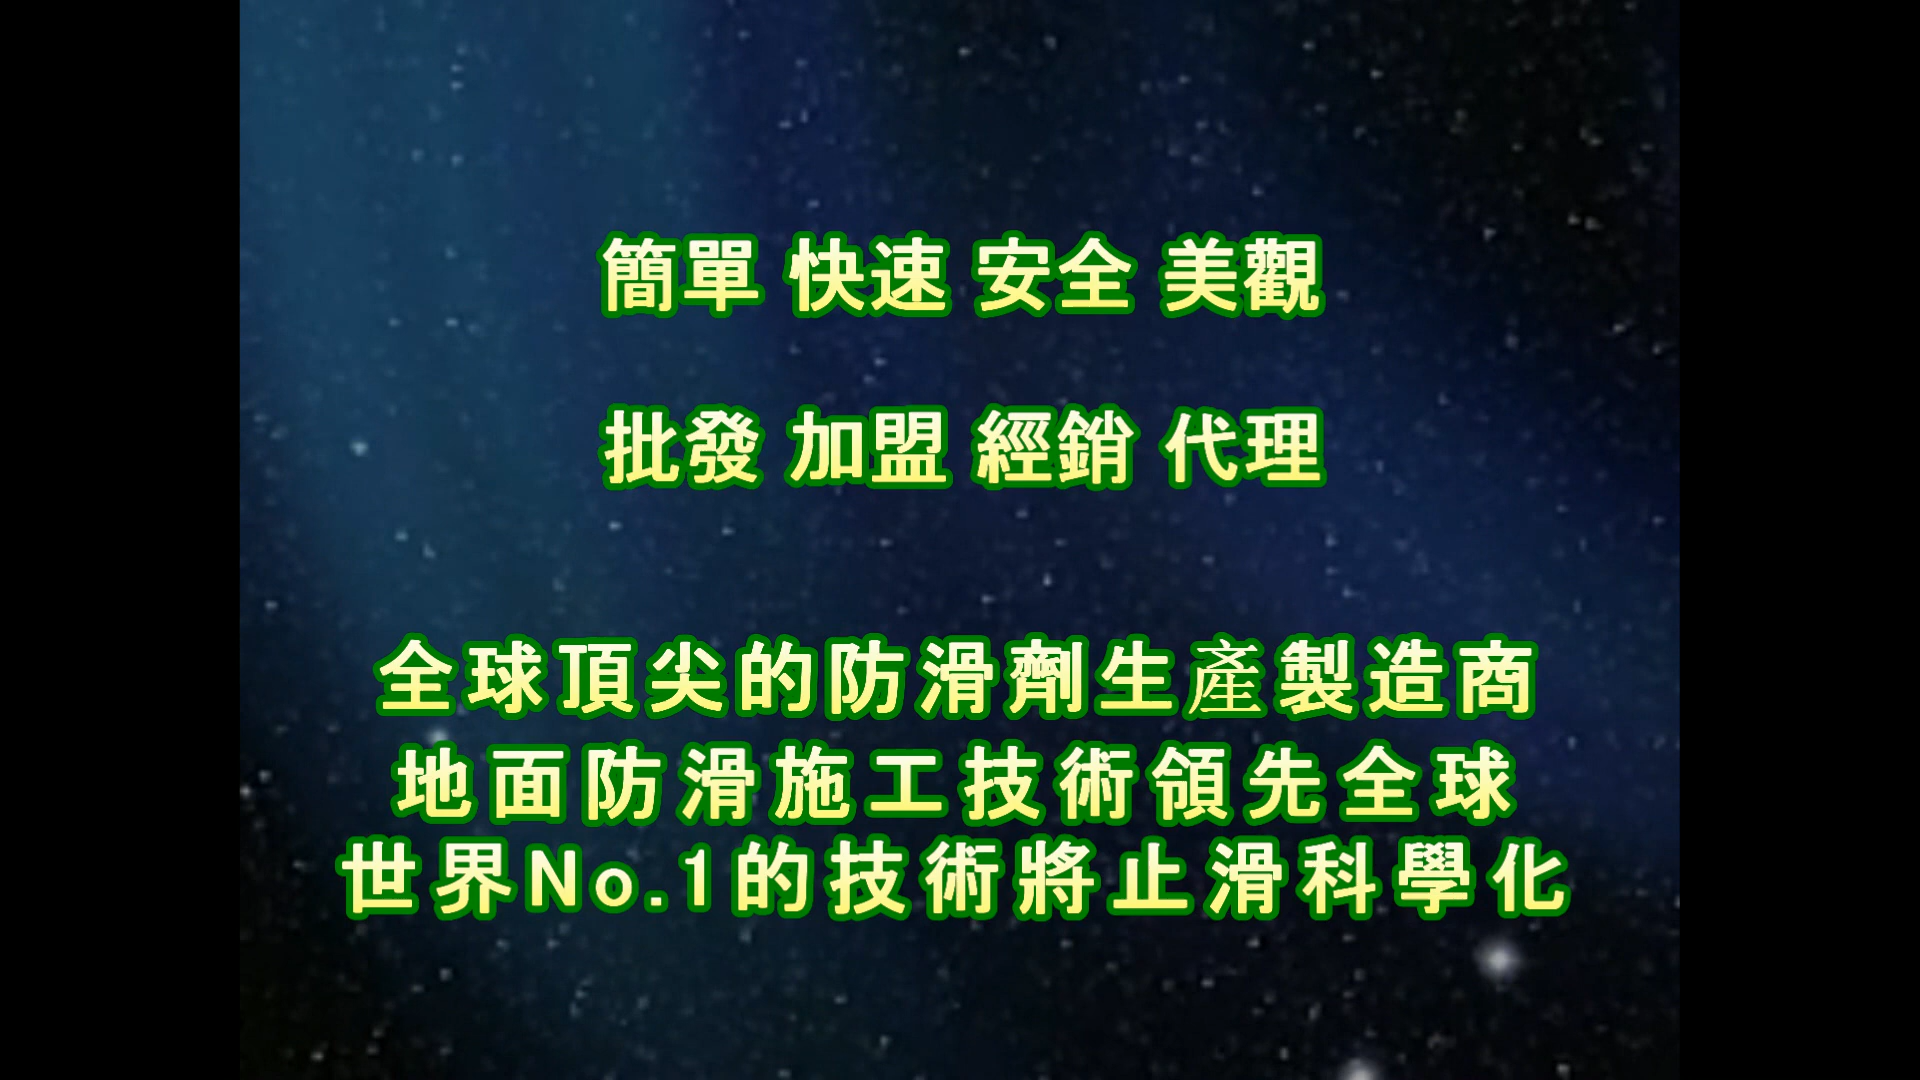 簡單 快速 安全 美觀
批發 加盟 經銷 代理
全球頂尖的防滑劑生產製造商
地面防滑施工技術領先全球
世界No.1的技術將止滑科學化